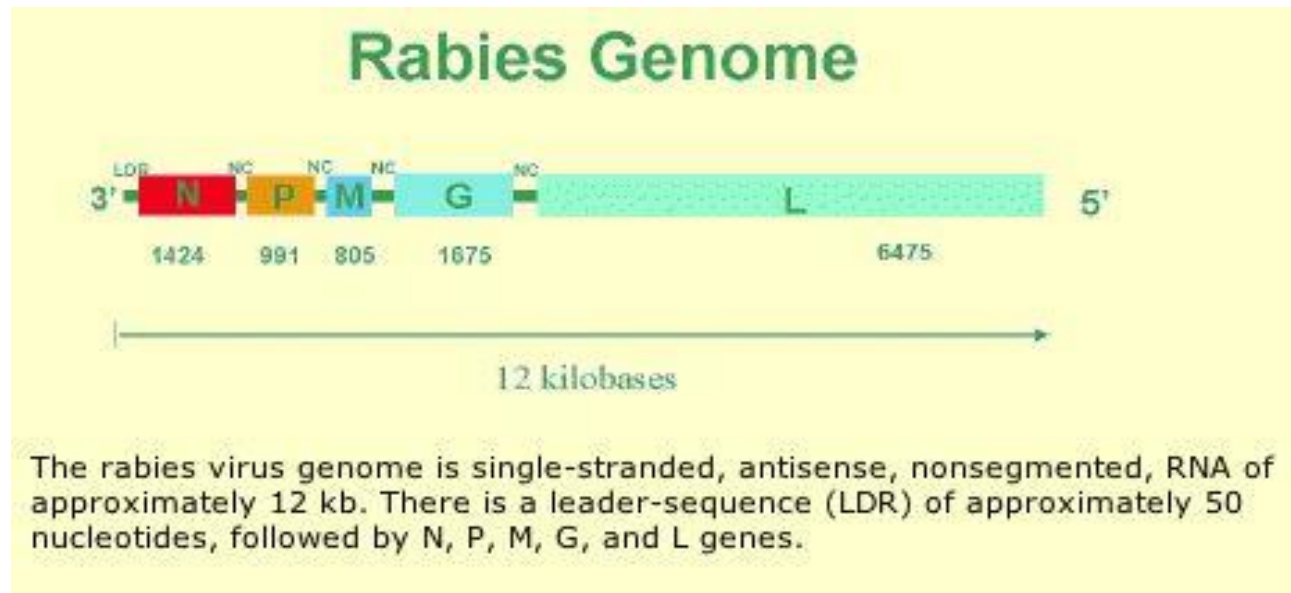 Rabies Genome
LDR NC NC NC NC
3' N P M G L 5'
1424 991 805 1675 6475
12 kilobases
The rabies virus genome is single-stranded, antisense, nonsegmented, RNA of
approximately 12 kb. There is a leader-sequence (LDR) of approximately 50
nucleotides, followed by N, P, M, G, and L genes.